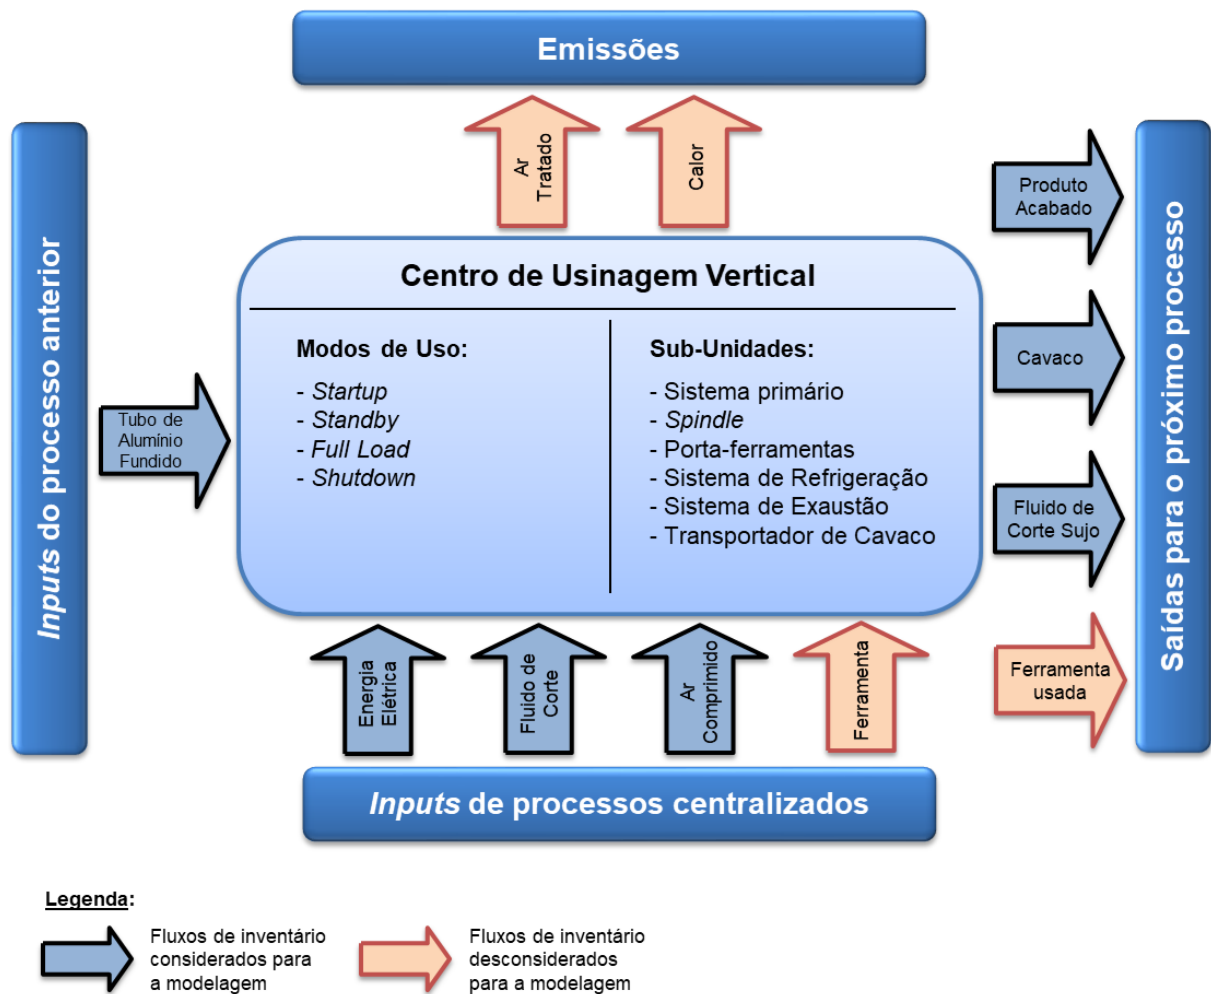 Emissões
Ar
Tratado
Calor
Inputs do processo anterior
Tubo de
Alumínio
Fundido
Centro de Usinagem Vertical
Modos de Uso:
- Startup
- Standby
- Full Load
- Shutdown
Sub-Unidades:
- Sistema primário
- Spindle
- Porta-ferramentas
- Sistema de Refrigeração
- Sistema de Exaustão
- Transportador de Cavaco
Produto
Acabado
Cavaco
Fluido de
Corte Sujo
Ferramenta
usada
Saídas para o próximo processo
Energia
Elétrica
Fluido de
Corte
Ar
Comprimido
Ferramenta
Inputs de processos centralizados
Legenda:
Fluxos de inventário
considerados para
a modelagem
Fluxos de inventário
desconsiderados
para a modelagem